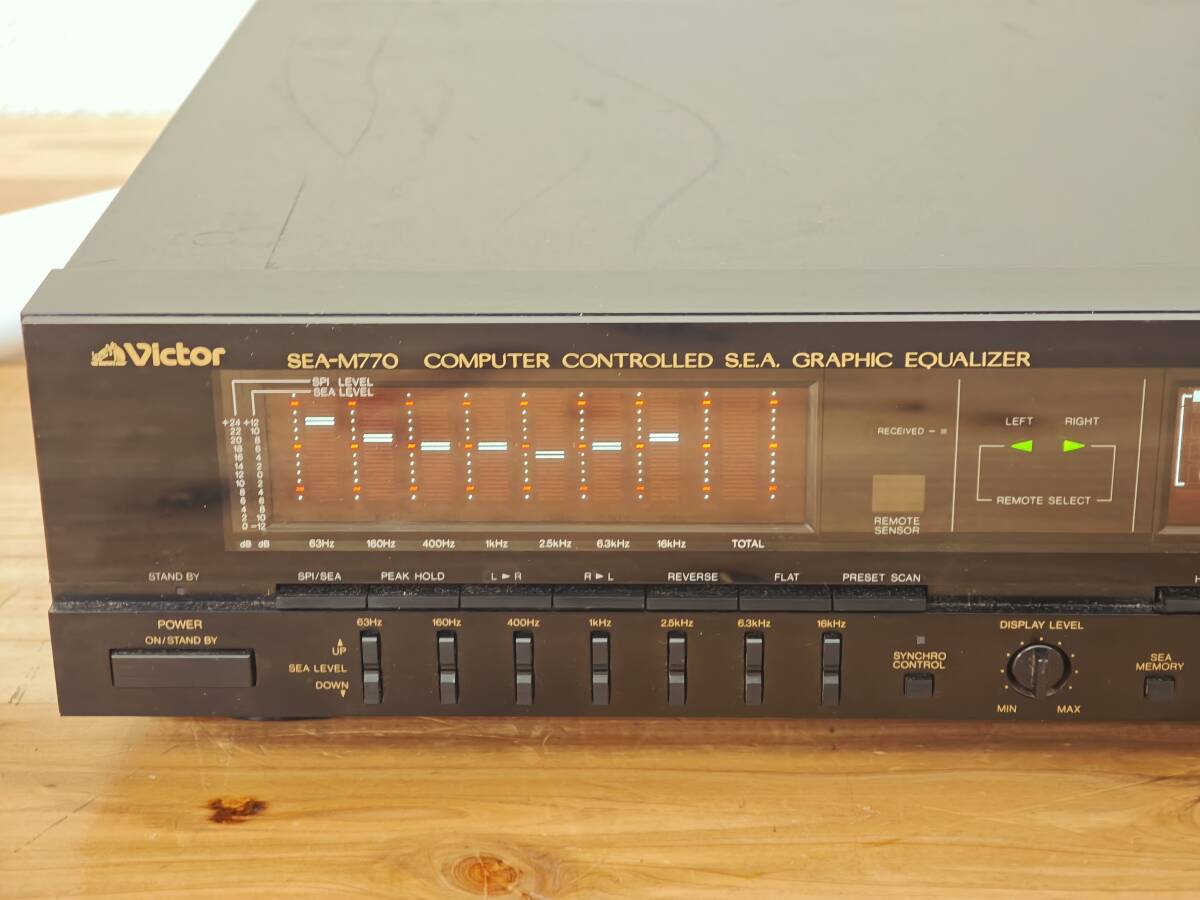 Victor
SEA-M770 COMPUTER CONTROLLED S.E.A. GRAPHIC EQUALIZER
SPI LEVEL
SEA LEVEL
+24 +12
22 10
20 8
18 6
16 4
14 2
12 0
10 2
8 4
6 6
4 8
2 10
0 -12
dB dB
63Hz 160Hz 400Hz 1kHz 2.5kHz 6.3kHz 16kHz TOTAL
RECEIVED
REMOTE SENSOR
LEFT RIGHT
REMOTE SELECT
STAND BY
SPI/SEA PEAK HOLD L ► R R ► L REVERSE FLAT PRESET SCAN
POWER
ON/STAND BY
63Hz 160Hz 400Hz 1kHz 2.5kHz 6.3kHz 16kHz
▲
UP
SEA LEVEL
DOWN
▼
SYNCHRO
CONTROL
DISPLAY LEVEL
MIN MAX
SEA
MEMORY